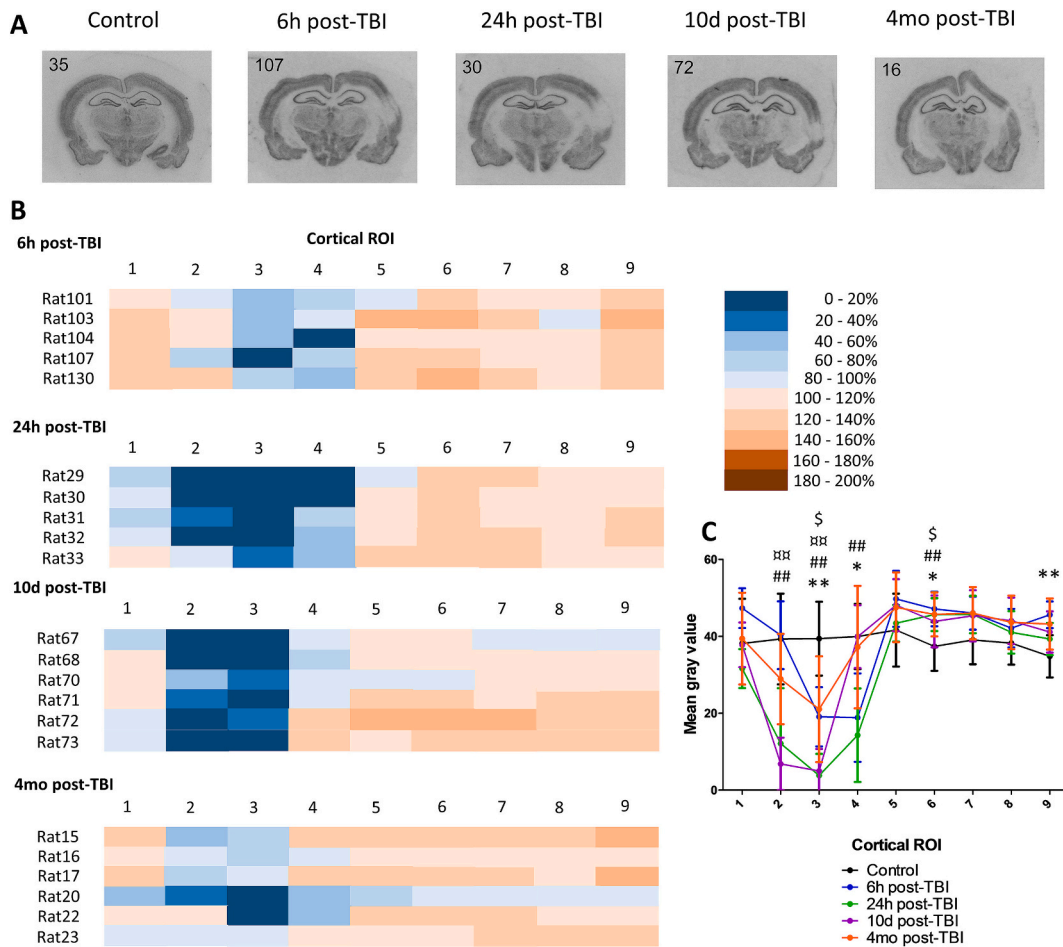 A
Control 6h post-TBI 24h post-TBI 10d post-TBI 4mo post-TBI
35 107 30 72 16
B
6h post-TBI
Cortical ROI
1 2 3 4 5 6 7 8 9
Rat101
Rat103
Rat104
Rat107
Rat130
24h post-TBI
1 2 3 4 5 6 7 8 9
Rat29
Rat30
Rat31
Rat32
Rat33
10d post-TBI
1 2 3 4 5 6 7 8 9
Rat67
Rat68
Rat70
Rat71
Rat72
Rat73
4mo post-TBI
1 2 3 4 5 6 7 8 9
Rat15
Rat16
Rat17
Rat20
Rat22
Rat23
0 - 20%
20 - 40%
40 - 60%
60 - 80%
80 - 100%
100 - 120%
120 - 140%
140 - 160%
160 - 180%
180 - 200%
C
$ $
¤¤ ¤¤ ## ##
## ## * *
** **
Mean gray value
60
40
20
0
1 2 3 4 5 6 7 8 9
Cortical ROI
Control
6h post-TBI
24h post-TBI
10d post-TBI
4mo post-TBI